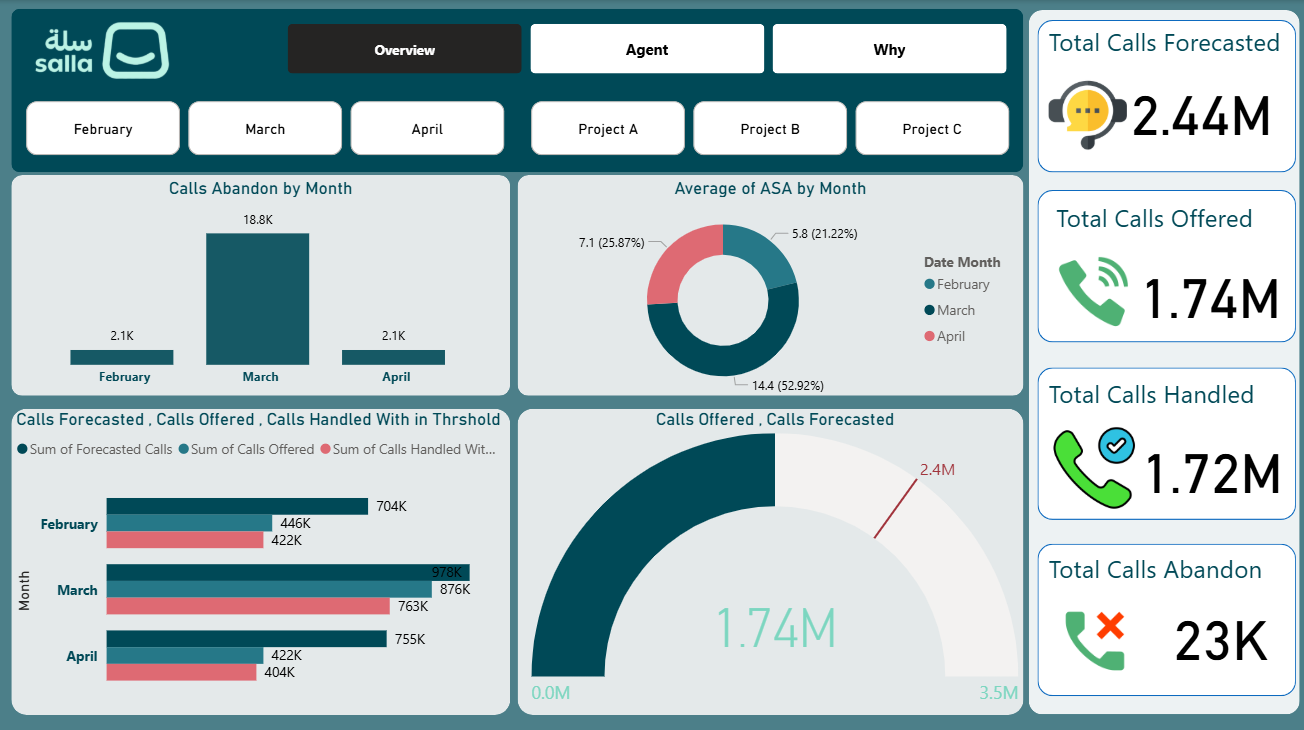 سلة
salla
Overview
Agent
Why
February
March
April
Project A
Project B
Project C
Calls Abandon by Month
18.8K
2.1K
2.1K
February
March
April
Average of ASA by Month
7.1 (25.87%)
5.8 (21.22%)
14.4 (52.92%)
Date Month
February
March
April
Calls Forecasted , Calls Offered , Calls Handled With in Thrshold
Sum of Forecasted Calls
Sum of Calls Offered
Sum of Calls Handled Wit...
Month
February
704K
446K
422K
March
978K
876K
763K
April
755K
422K
404K
Calls Offered , Calls Forecasted
2.4M
1.74M
0.0M
3.5M
Total Calls Forecasted
2.44M
Total Calls Offered
1.74M
Total Calls Handled
1.72M
Total Calls Abandon
23K